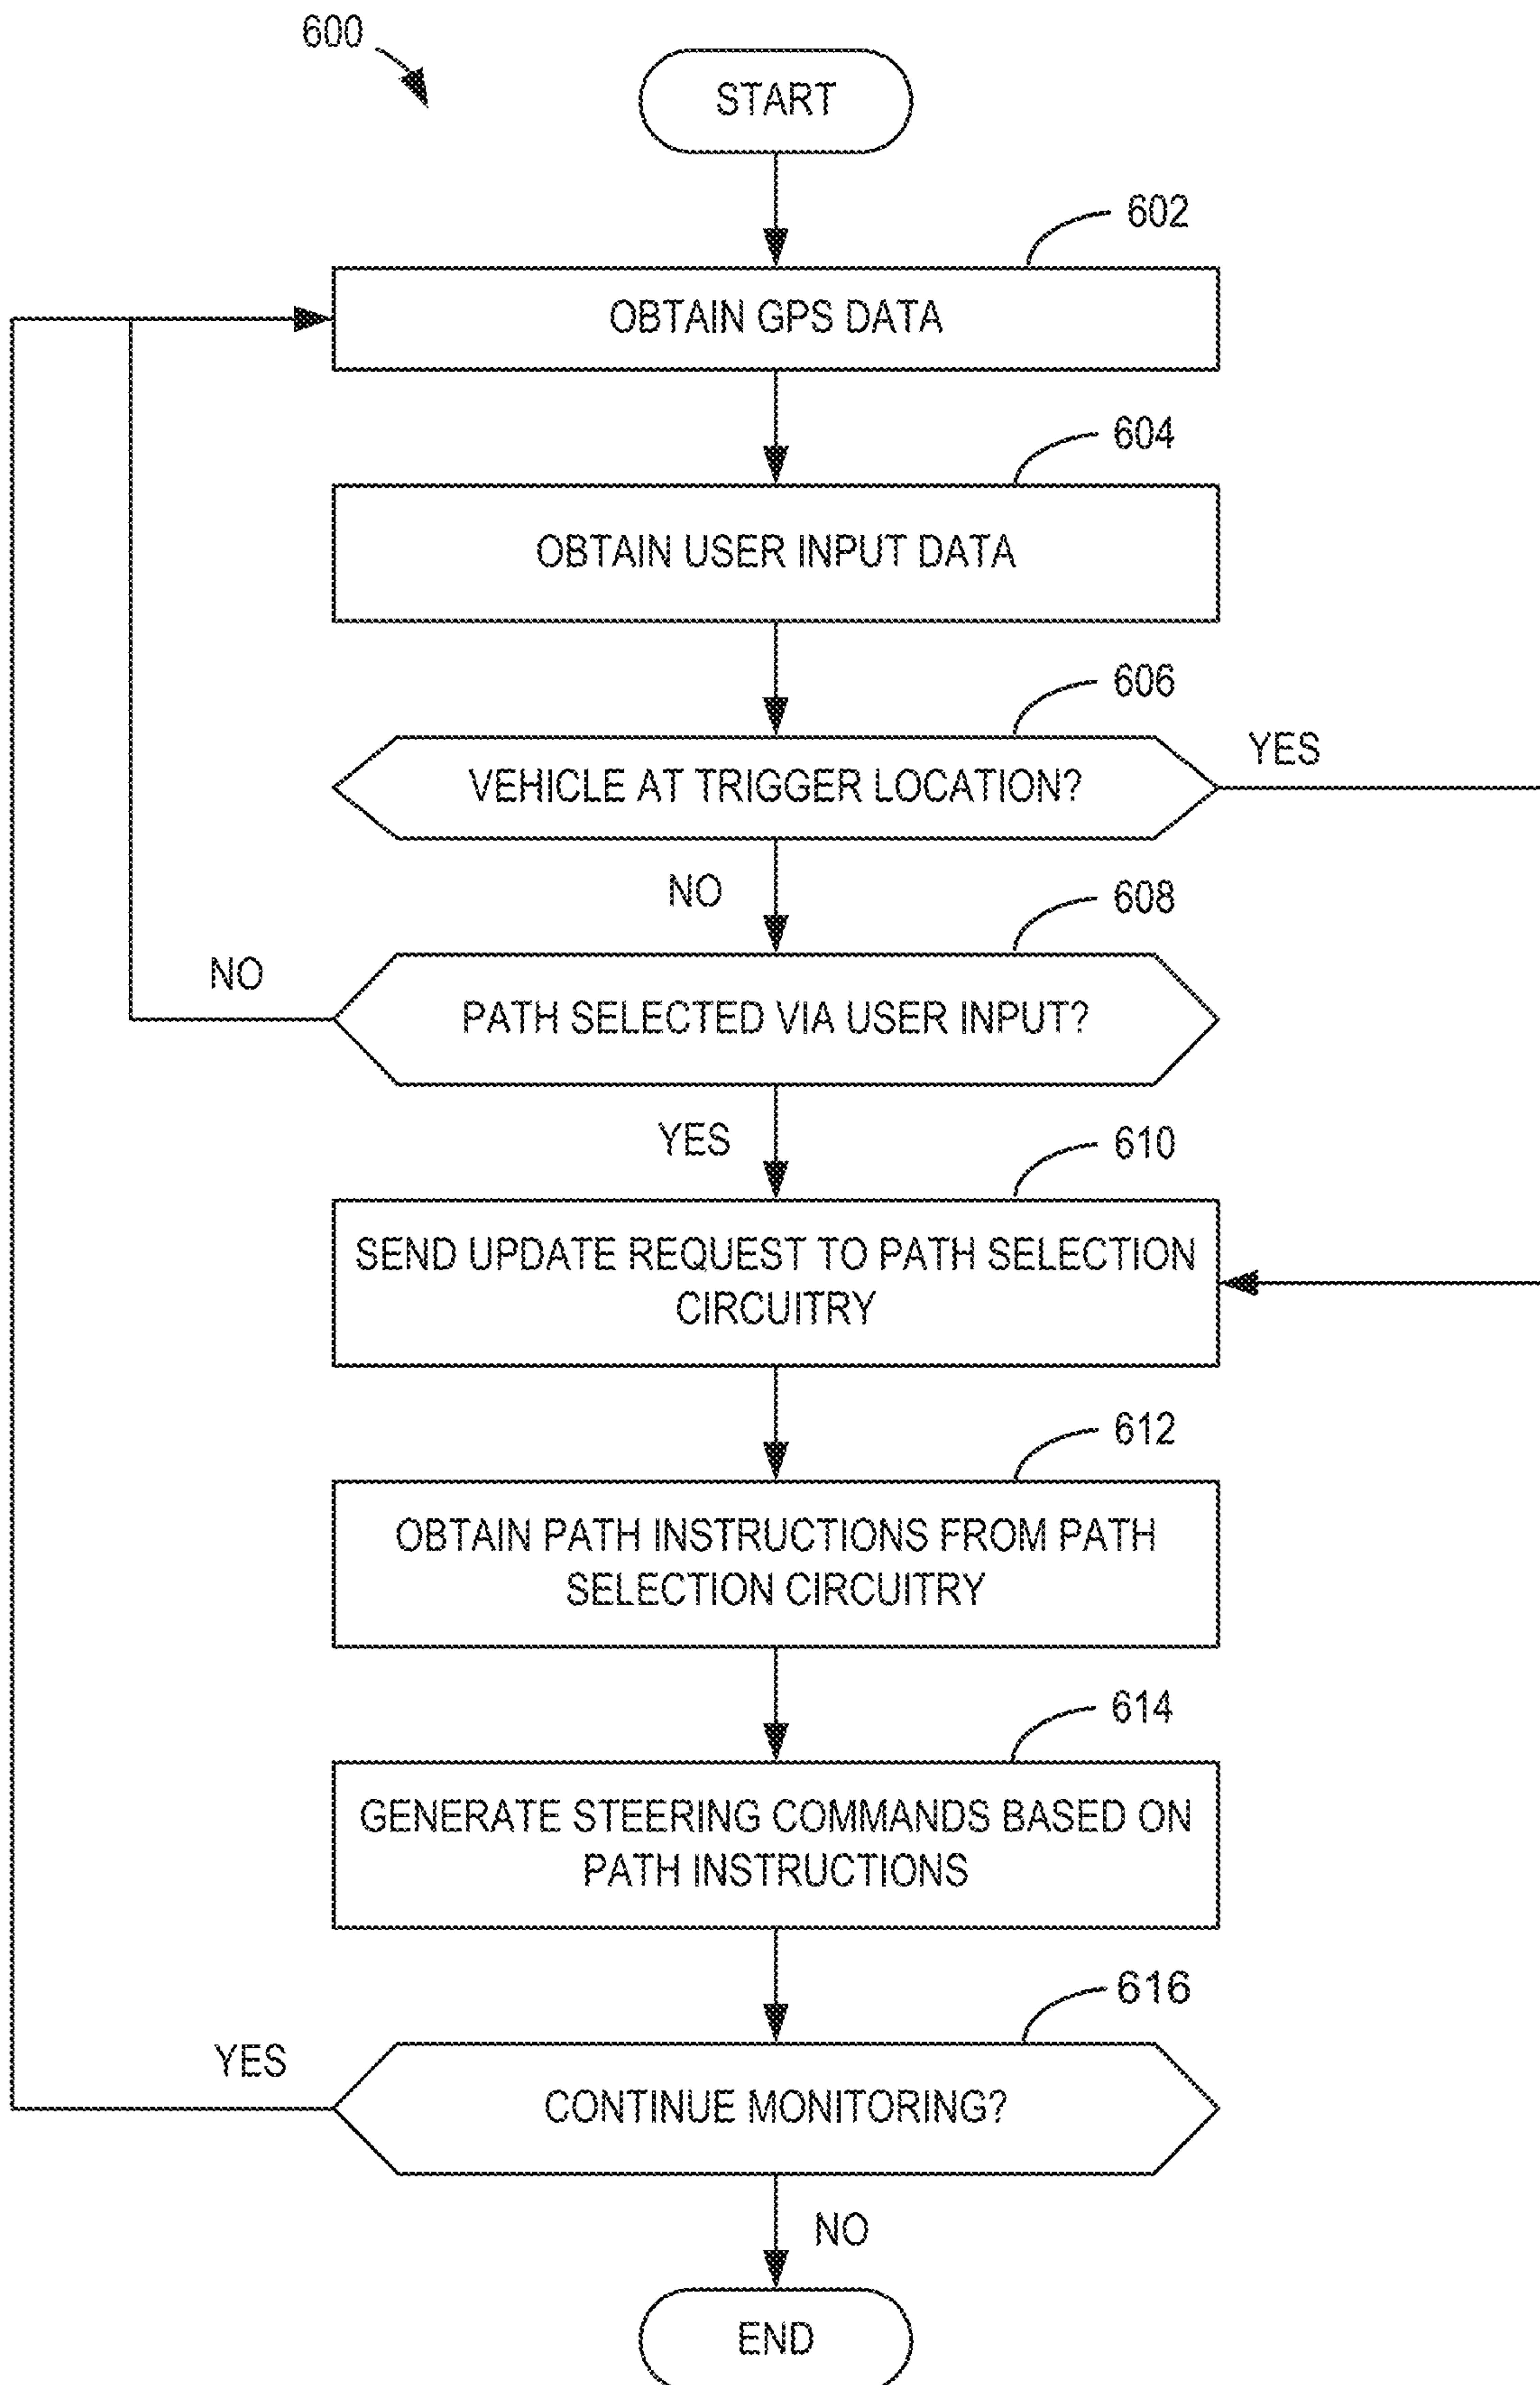 600
START
602
OBTAIN GPS DATA
604
OBTAIN USER INPUT DATA
606
VEHICLE AT TRIGGER LOCATION?
YES
NO
608
PATH SELECTED VIA USER INPUT?
NO
YES
610
SEND UPDATE REQUEST TO PATH SELECTION
CIRCUITRY
612
OBTAIN PATH INSTRUCTIONS FROM PATH
SELECTION CIRCUITRY
614
GENERATE STEERING COMMANDS BASED ON
PATH INSTRUCTIONS
616
CONTINUE MONITORING?
YES
NO
END